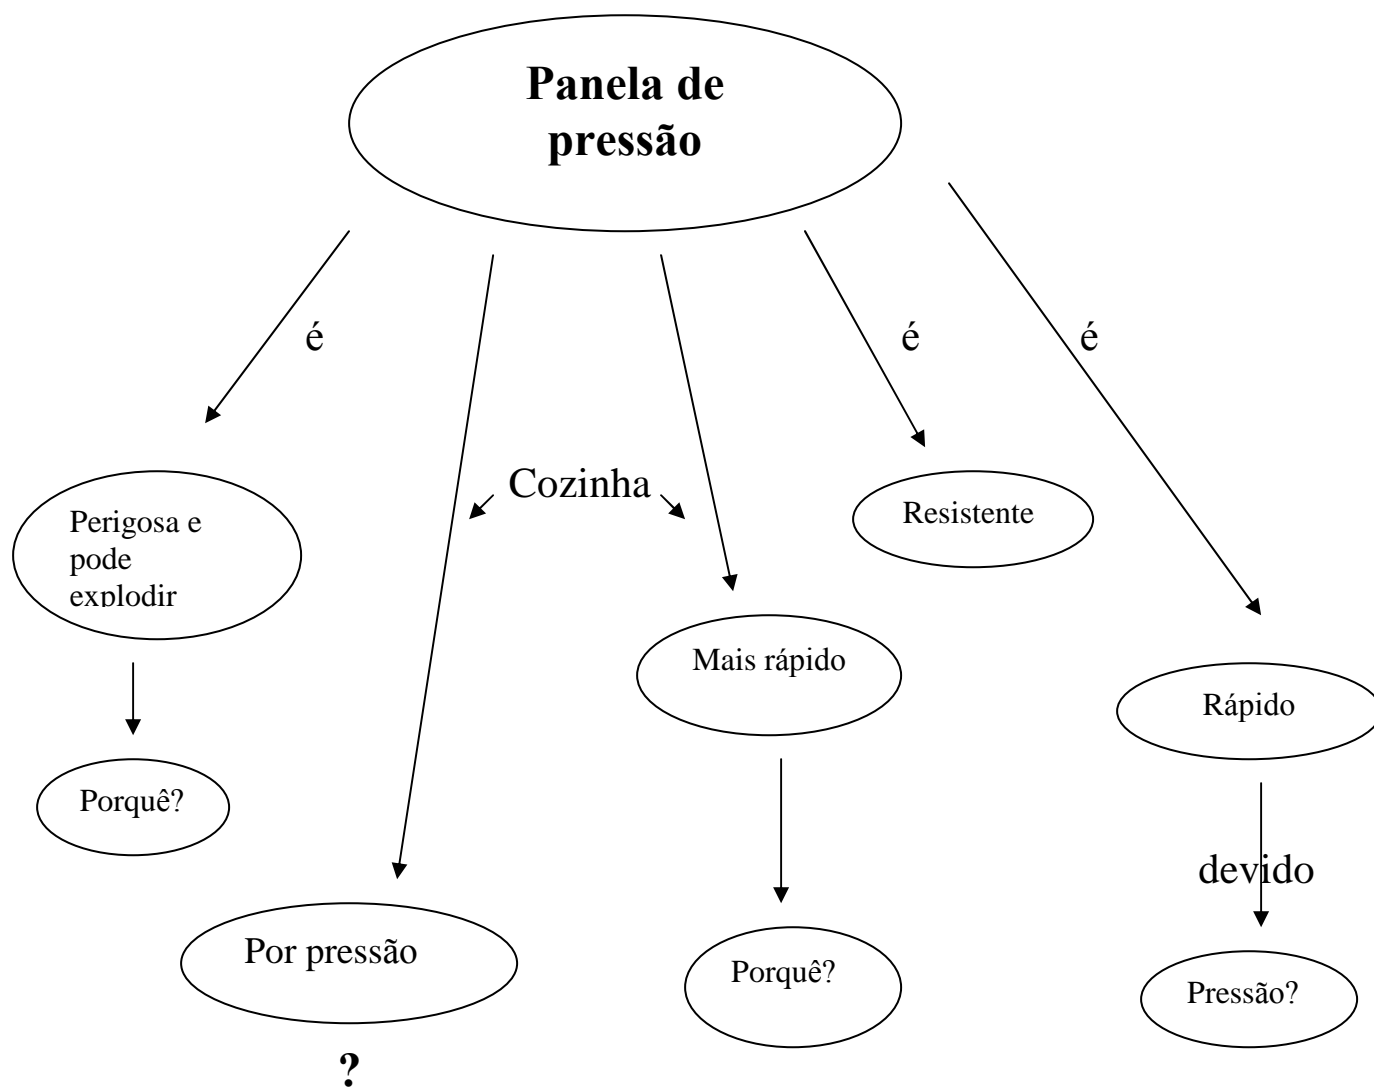 Panela de
pressão
é
é
é
Cozinha
Perigosa e
pode
explodir
Resistente
Mais rápido
Rápido
Porquê?
devido
Por pressão
Porquê?
Pressão?
?